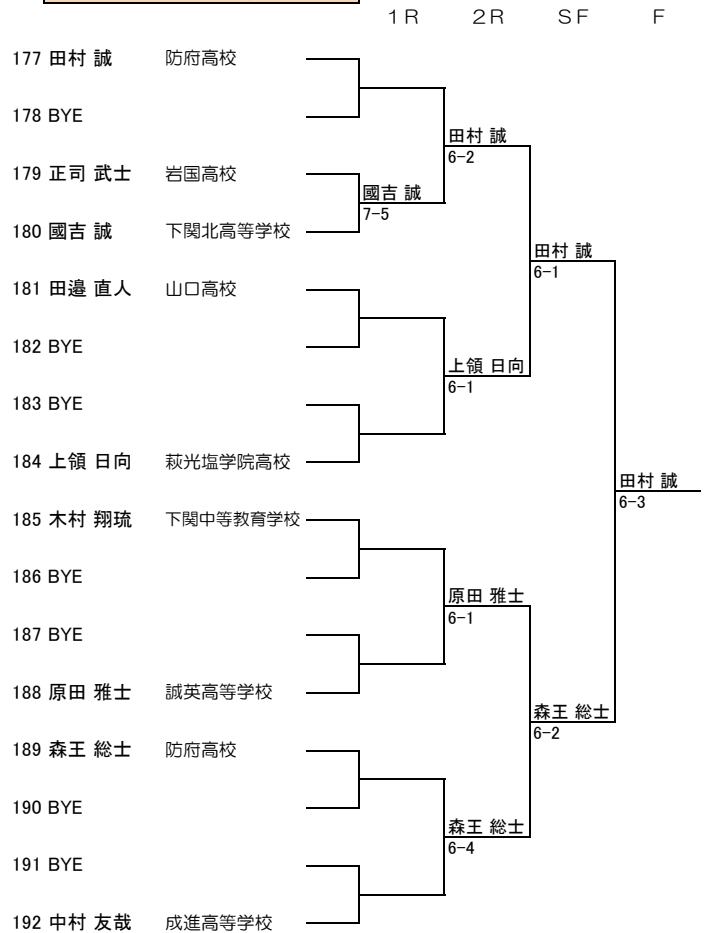 1R 2R SF F
177 田村 誠 防府高校
178 BYE
田村 誠
6-2
179 正司 武士 岩国高校
國吉 誠
7-5
180 國吉 誠 下関北高等学校
田村 誠
6-1
181 田邉 直人 山口高校
182 BYE
上領 日向
6-1
183 BYE
184 上領 日向 萩光塩学院高校
田村 誠
6-3
185 木村 翔琉 下関中等教育学校
186 BYE
原田 雅士
6-1
187 BYE
188 原田 雅士 誠英高等学校
森王 総士
6-2
189 森王 総士 防府高校
190 BYE
森王 総士
6-4
191 BYE
192 中村 友哉 成進高等学校